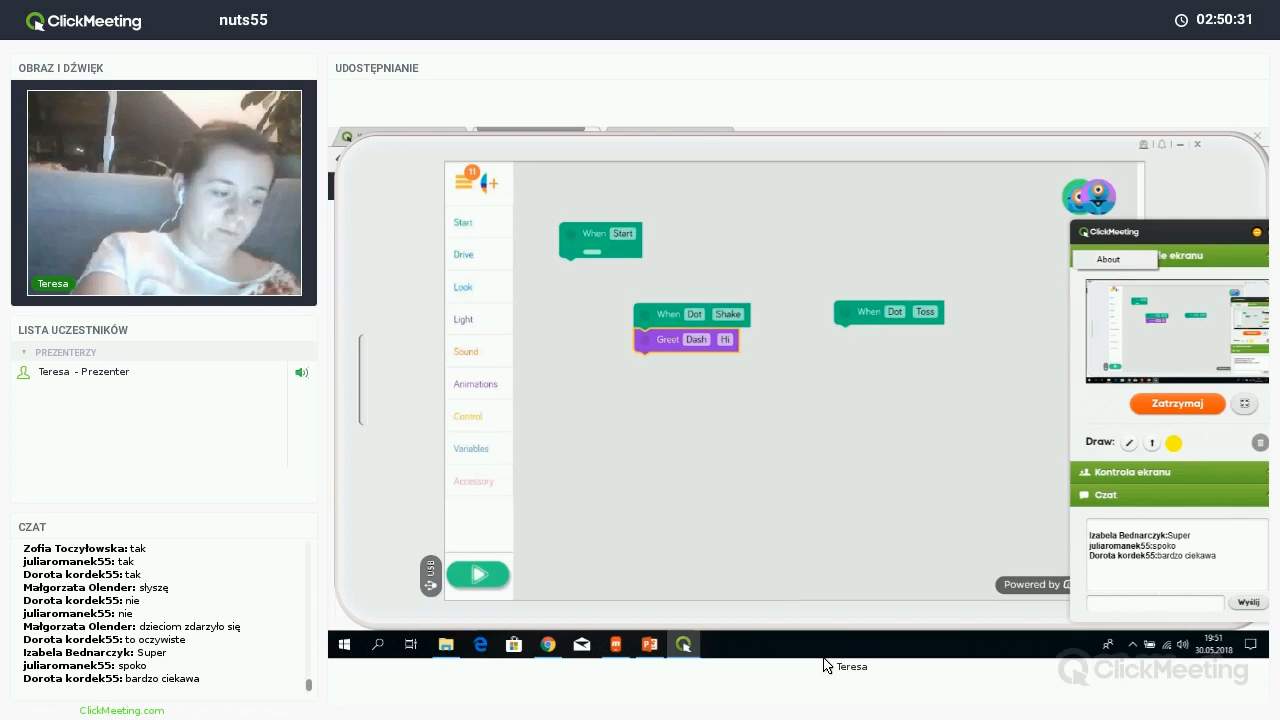 ClickMeeting
nuts55
02:50:31
OBRAZ I DŹWIĘK
UDOSTĘPNIANIE
Teresa
LISTA UCZESTNIKÓW
PREZENTERZY
Teresa - Prezenter
CZAT
Zofia Toczyłowska: tak
juliaromanek55: tak
Dorota kordek55: tak
Małgorzata Olender: słyszę
Dorota kordek55: nie
juliaromanek55: nie
Małgorzata Olender: dzieciom zdarzyło się
Dorota kordek55: to oczywiste
Izabela Bednarczyk: Super
juliaromanek55: spoko
Dorota kordek55: bardzo ciekawa
ClickMeeting.com
11
Start
Drive
Look
Light
Sound
Animations
Control
Variables
Accessory
When Start
When Dot Shake
Greet Dash Hi
When Dot Toss
USB
Powered by
ClickMeeting
About
ekranu
Zatrzymaj
Draw:
Kontrola ekranu
Czat
Izabela Bednarczyk:Super
juliaromanek55:spoko
Dorota kordek55:bardzo ciekawa
Wyślij
19:51
30.05.2018
Teresa
ClickMeeting